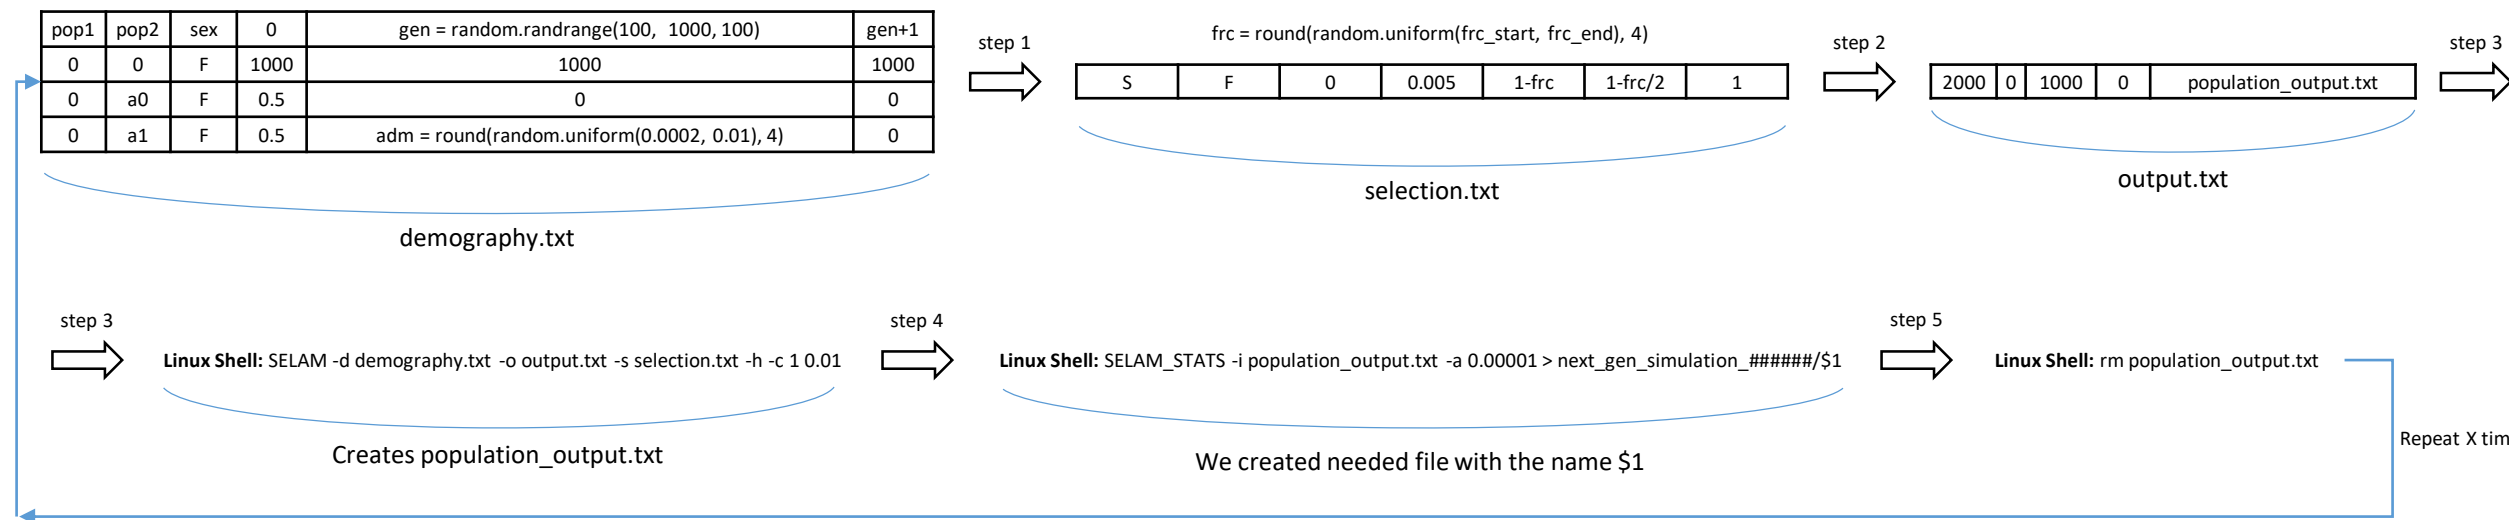 pop1 pop2 sex 0 gen = random.randrange(100, 1000, 100) gen+1
0 0 F 1000 1000 1000
0 a0 F 0.5 0 0
0 a1 F 0.5 adm = round(random.uniform(0.0002, 0.01), 4) 0
demography.txt
step 1
frc = round(random.uniform(frc_start, frc_end), 4)
S F 0 0.005 1-frc 1-frc/2 1
selection.txt
step 2
2000 0 1000 0 population_output.txt
output.txt
step 3
step 3
Linux Shell: SELAM -d demography.txt -o output.txt -s selection.txt -h -c 1 0.01
Creates population_output.txt
step 4
Linux Shell: SELAM_STATS -i population_output.txt -a 0.00001 > next_gen_simulation_######/$1
We created needed file with the name $1
step 5
Linux Shell: rm population_output.txt
Repeat X tim